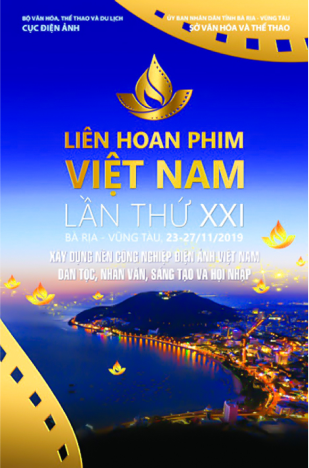 BỘ VĂN HÓA, THỂ THAO VÀ DU LỊCH
CỤC ĐIỆN ẢNH
ỦY BAN NHÂN DÂN TỈNH BÀ RỊA - VŨNG TÀU
SỞ VĂN HÓA VÀ THỂ THAO
LIÊN HOAN PHIM
VIỆT NAM
LẦN THỨ XXI
BÀ RỊA - VŨNG TÀU, 23-27/11/2019
XÂY DỰNG NỀN CÔNG NGHIỆP ĐIỆN ẢNH VIỆT NAM
DÂN TỘC, NHÂN VĂN, SÁNG TẠO VÀ HỘI NHẬP